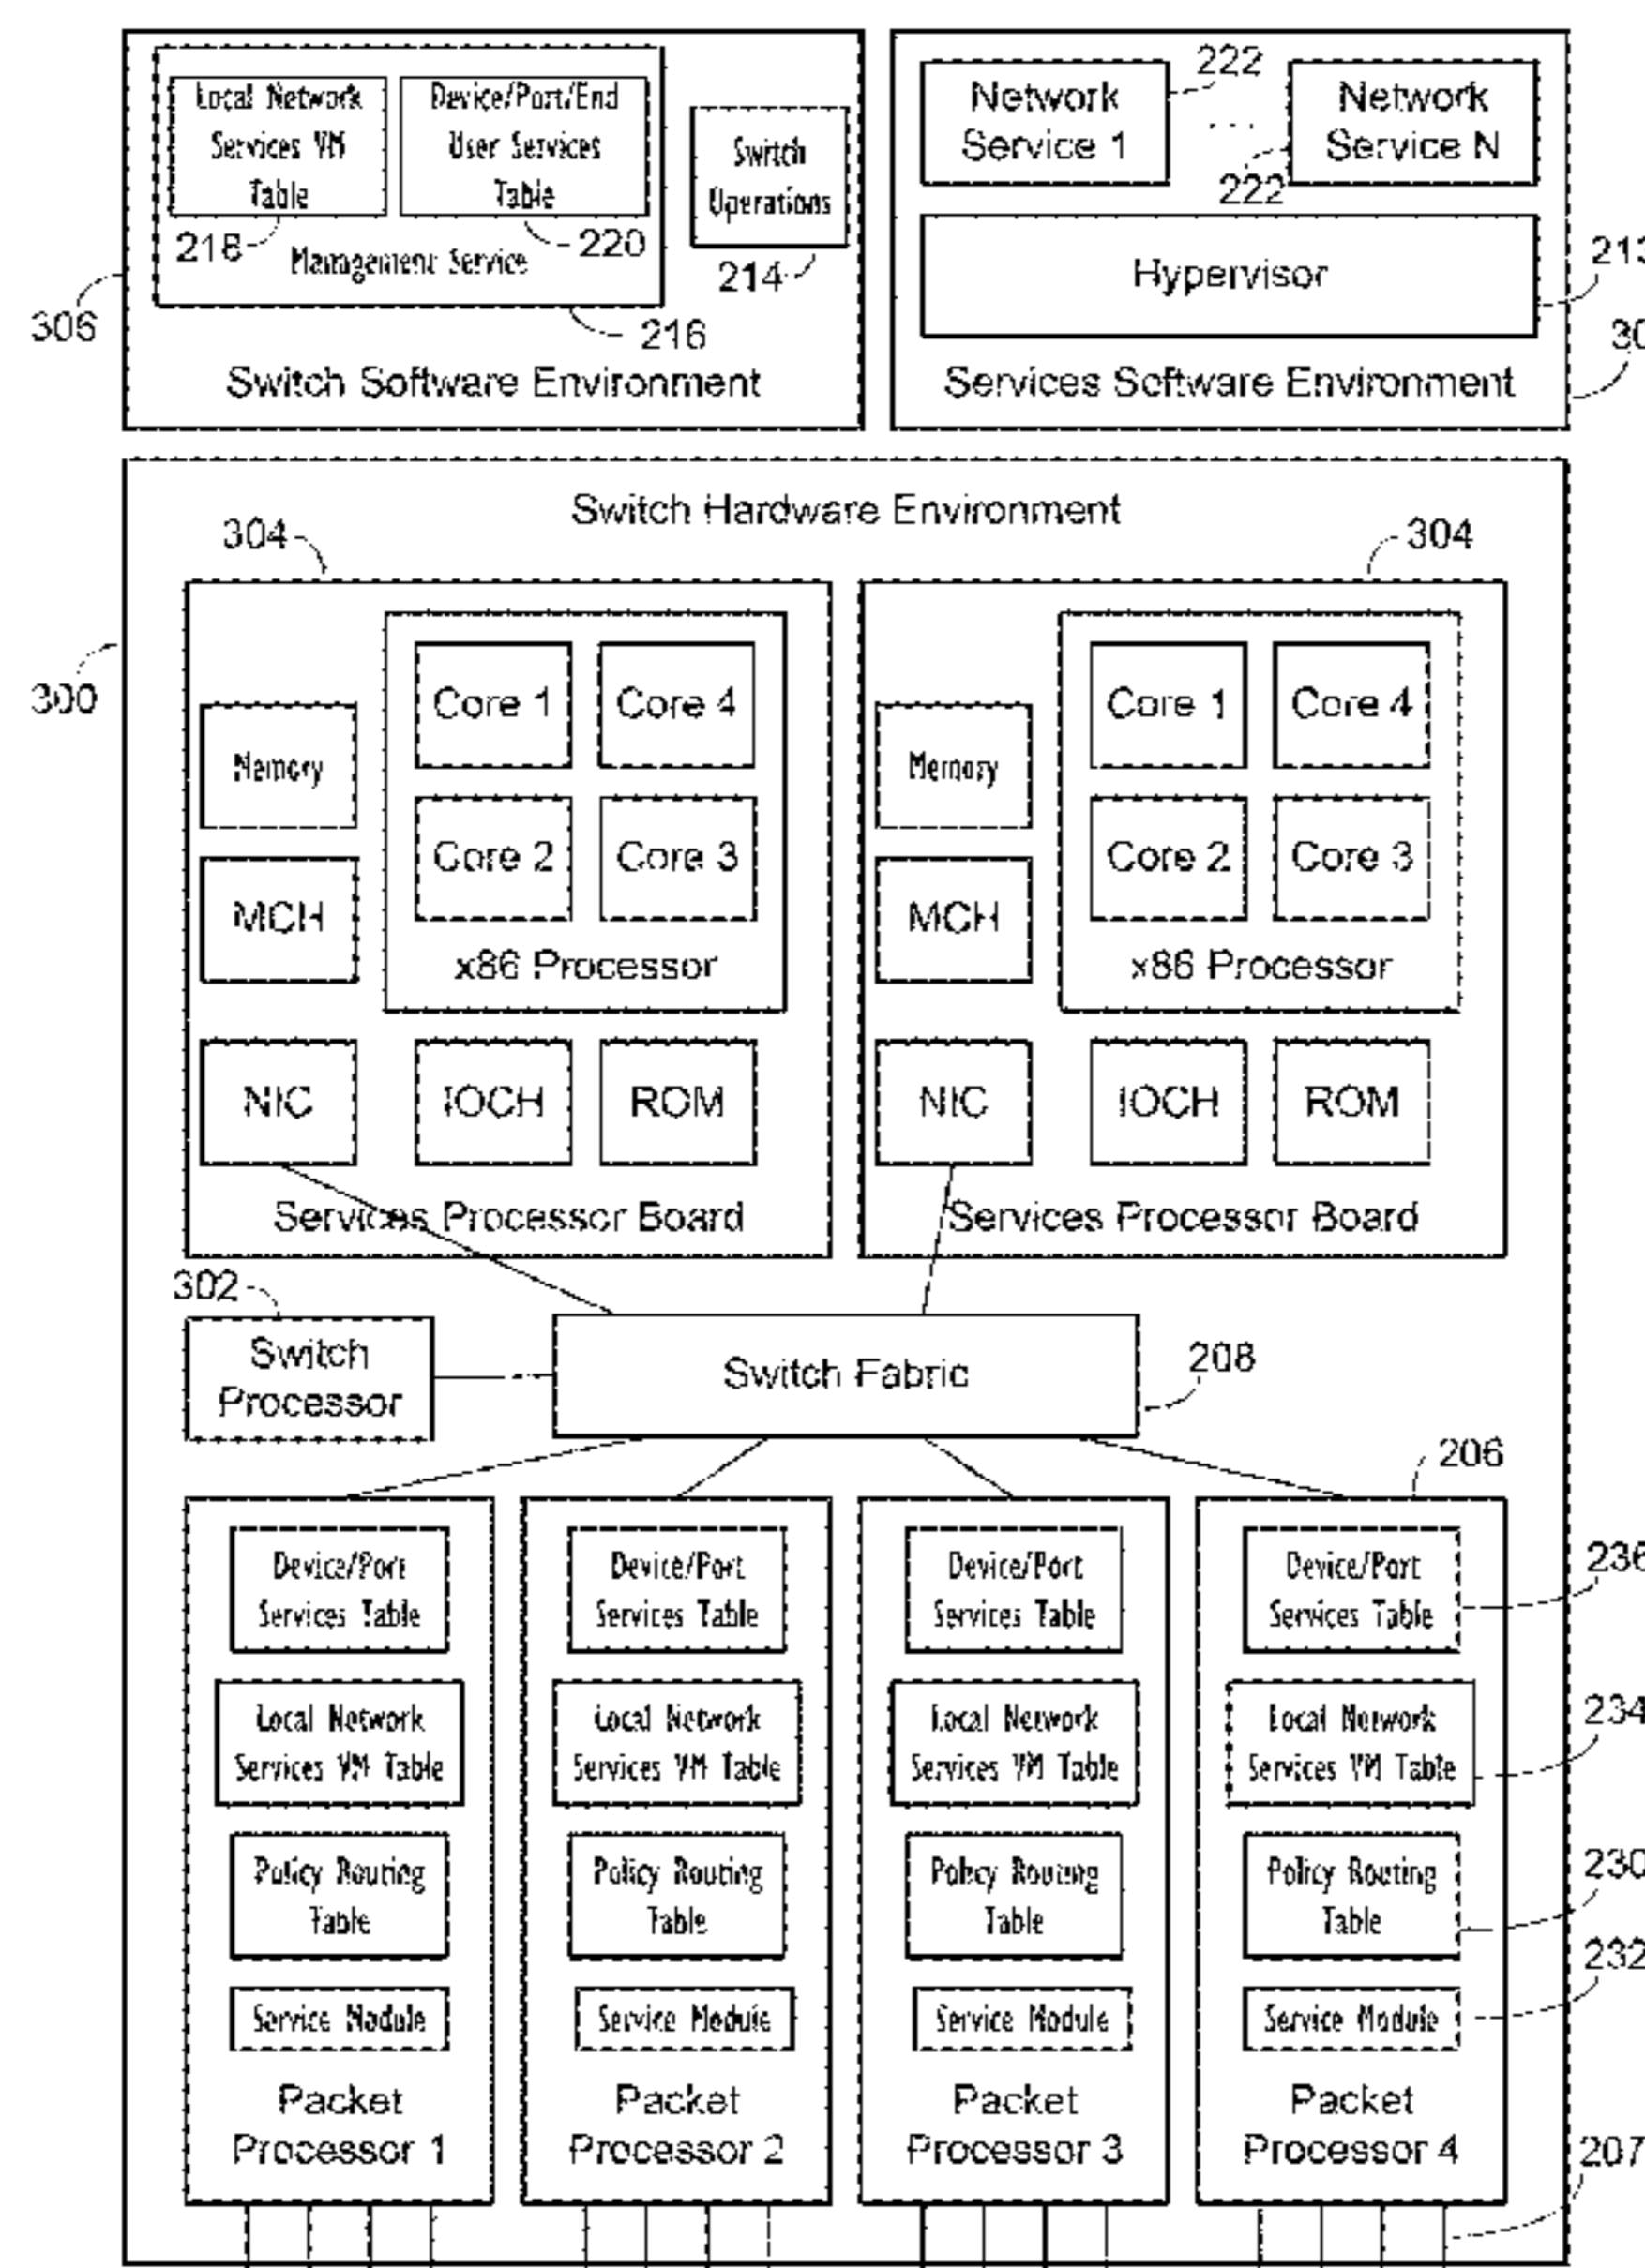 Local Network
Services VM
Table
218
Device/Port/End
User Services
Table
220
Management Service
216
Switch
Operations
214
306
Switch Software Environment
Network
Service 1
222
Network
Service N
222
Hypervisor
213
Services Software Environment
Switch Hardware Environment
300
304
Memory
MCH
Core 1
Core 4
Core 2
Core 3
x86 Processor
NIC
IOCH
ROM
Services Processor Board
304
Memory
MCH
Core 1
Core 4
Core 2
Core 3
x86 Processor
NIC
IOCH
ROM
Services Processor Board
302
Switch
Processor
Switch Fabric
208
206
Device/Port
Services Table
Local Network
Services VM Table
Policy Routing
Table
Service Module
Packet
Processor 1
Device/Port
Services Table
Local Network
Services VM Table
Policy Routing
Table
Service Module
Packet
Processor 2
Device/Port
Services Table
Local Network
Services VM Table
Policy Routing
Table
Service Module
Packet
Processor 3
Device/Port
Services Table
236
Local Network
Services VM Table
234
Policy Routing
Table
230
Service Module
232
Packet
Processor 4
207